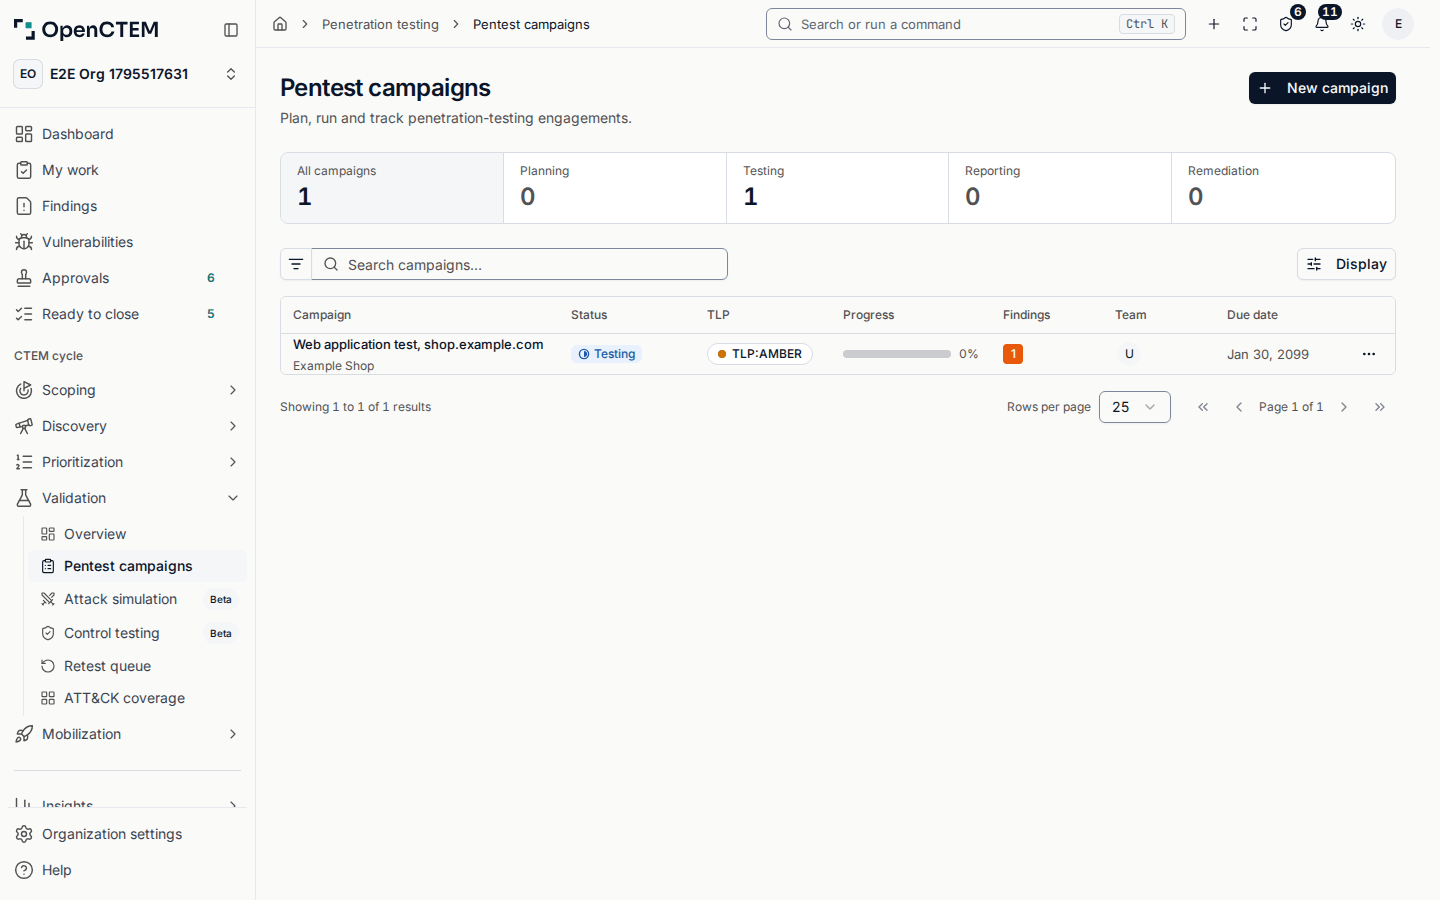 OpenCTEM
EO E2E Org 1795517631
Dashboard
My work
Findings
Vulnerabilities
Approvals 6
Ready to close 5
CTEM cycle
Scoping
Discovery
Prioritization
Validation
Overview
Pentest campaigns
Attack simulation Beta
Control testing Beta
Retest queue
ATT&CK coverage
Mobilization
Insights
Organization settings
Help
Penetration testing Pentest campaigns
Search or run a command Ctrl K
6
11
E
Pentest campaigns
New campaign
Plan, run and track penetration-testing engagements.
All campaigns Planning Testing Reporting Remediation
1 0 1 0 0
Search campaigns...
Display
Campaign Status TLP Progress Findings Team Due date
Web application test, shop.example.com Testing TLP:AMBER 0% 1 U Jan 30, 2099
Example Shop
Showing 1 to 1 of 1 results Rows per page 25 Page 1 of 1